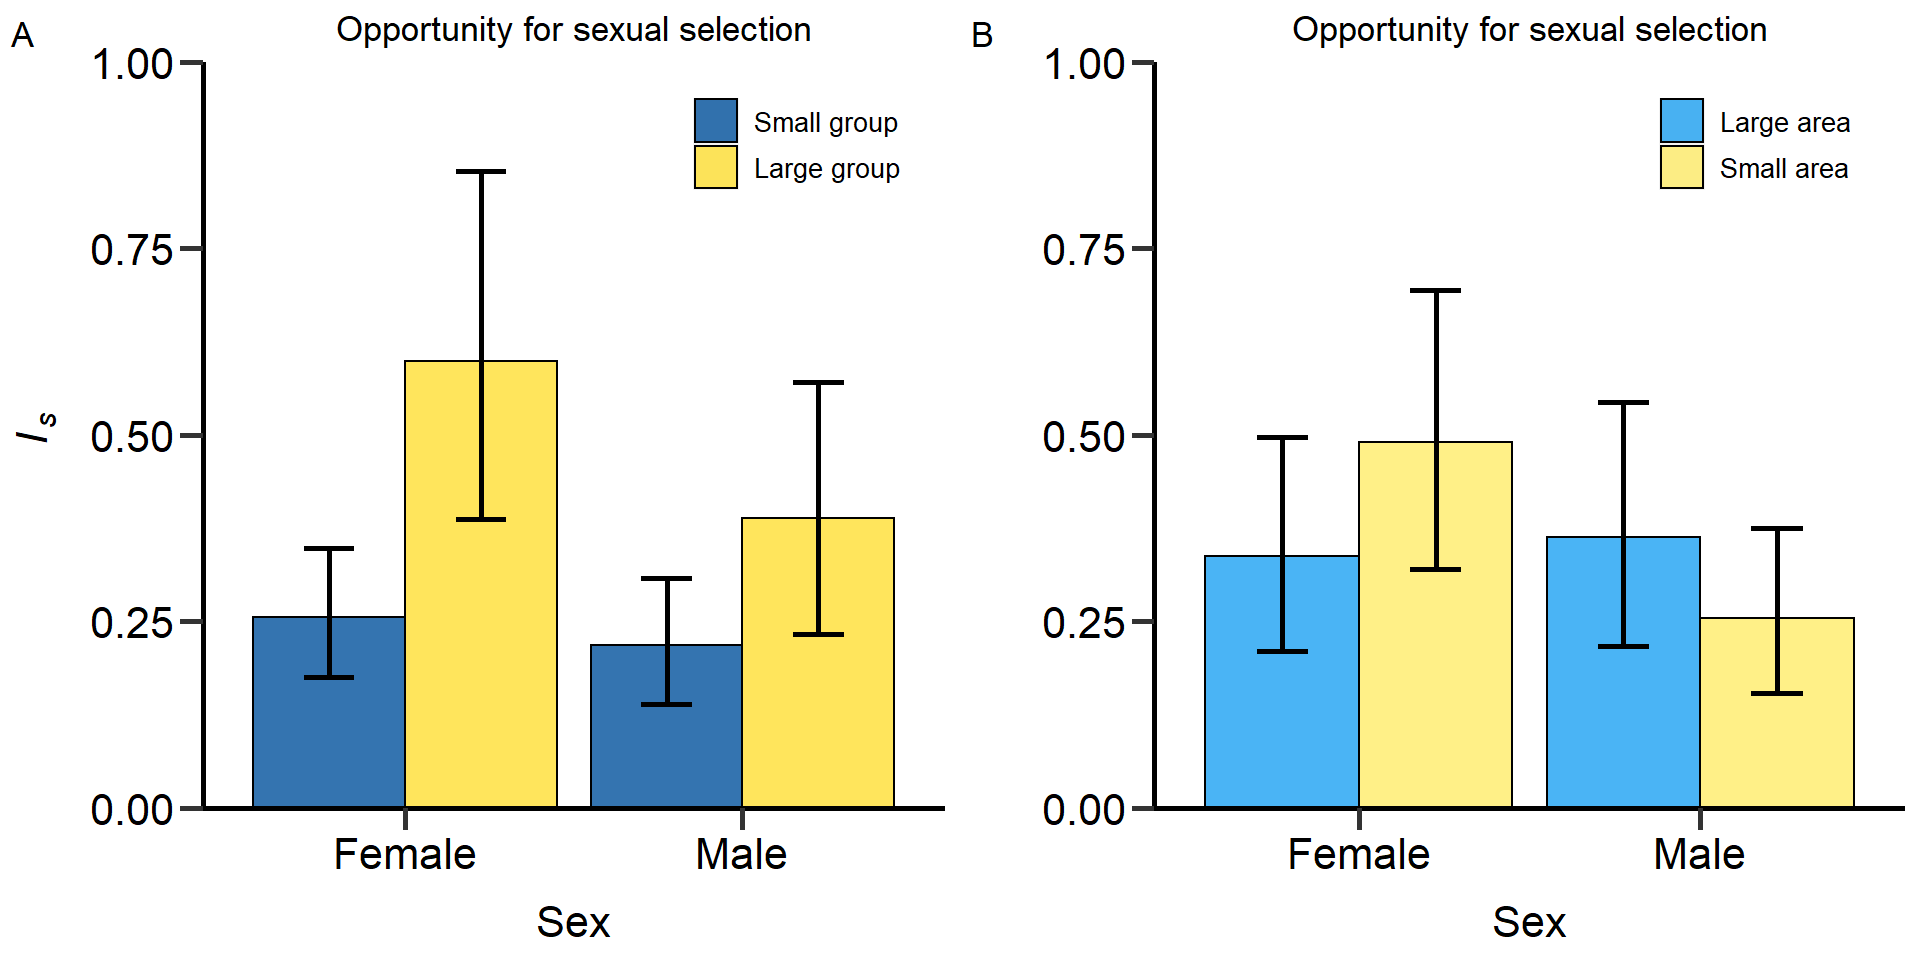 A
Opportunity for sexual selection
1.00
0.75
0.50
0.25
0.00
Is
Small group
Large group
Female
Male
Sex
B
Opportunity for sexual selection
1.00
0.75
0.50
0.25
0.00
Large area
Small area
Female
Male
Sex